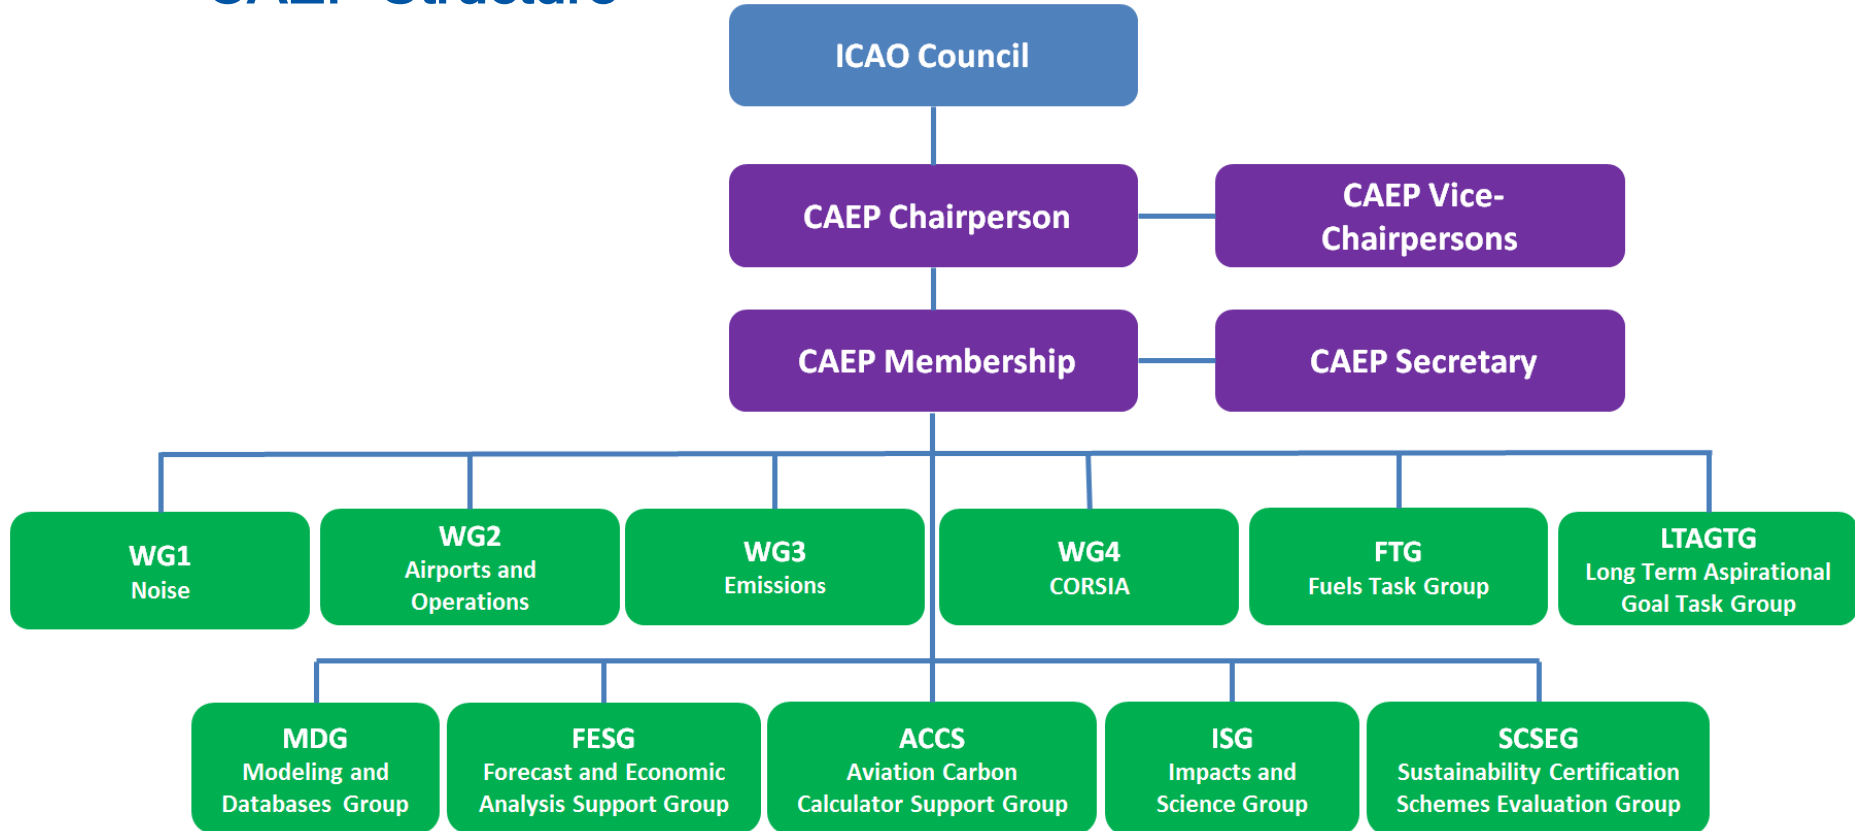 CAEP Structure
ICAO Council
CAEP Chairperson
CAEP Vice-
Chairpersons
CAEP Membership
CAEP Secretary
WG1
Noise
WG2
Airports and
Operations
WG3
Emissions
WG4
CORSIA
FTG
Fuels Task Group
LTAGTG
Long Term Aspirational
Goal Task Group
MDG
Modeling and
Databases Group
FESG
Forecast and Economic
Analysis Support Group
ACCS
Aviation Carbon
Calculator Support Group
ISG
Impacts and
Science Group
SCSEG
Sustainability Certification
Schemes Evaluation Group